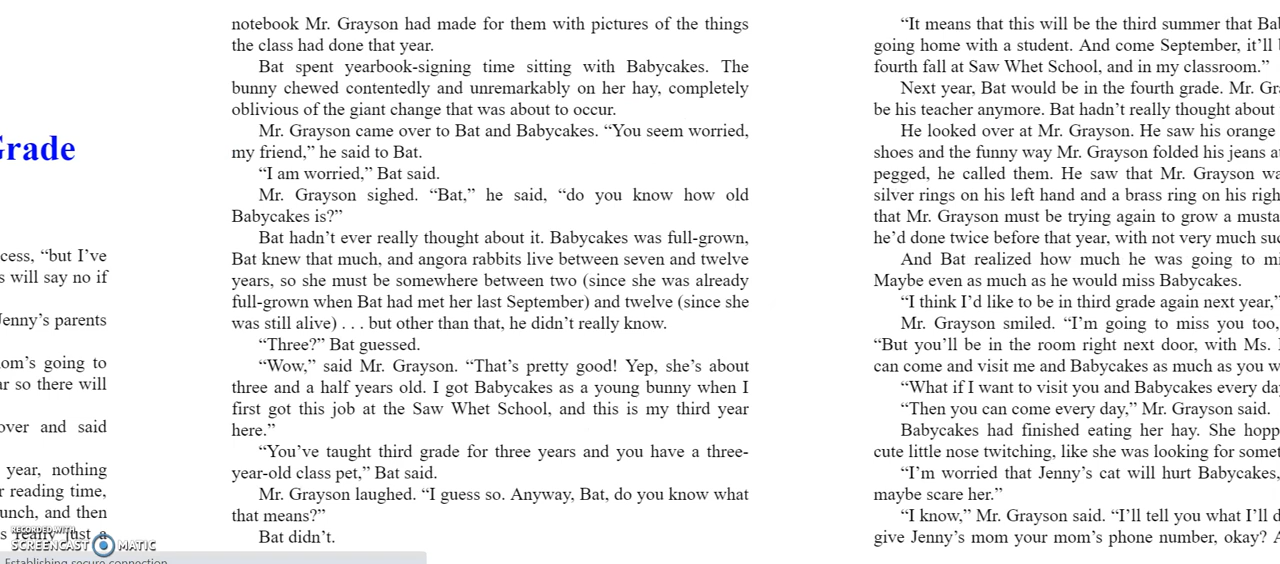 Grade
cess, “but I’ve
s will say no if
Jenny’s parents
nom’s going to
ar so there will
over and said
year, nothing
r reading time,
unch, and then
s really just a
notebook Mr. Grayson had made for them with pictures of the things
the class had done that year.
Bat spent yearbook-signing time sitting with Babycakes. The
bunny chewed contentedly and unremarkably on her hay, completely
oblivious of the giant change that was about to occur.
Mr. Grayson came over to Bat and Babycakes. “You seem worried,
my friend,” he said to Bat.
“I am worried,” Bat said.
Mr. Grayson sighed. “Bat,” he said, “do you know how old
Babycakes is?”
Bat hadn’t ever really thought about it. Babycakes was full-grown,
Bat knew that much, and angora rabbits live between seven and twelve
years, so she must be somewhere between two (since she was already
full-grown when Bat had met her last September) and twelve (since she
was still alive) . . . but other than that, he didn’t really know.
“Three?” Bat guessed.
“Wow,” said Mr. Grayson. “That’s pretty good! Yep, she’s about
three and a half years old. I got Babycakes as a young bunny when I
first got this job at the Saw Whet School, and this is my third year
here.”
“You’ve taught third grade for three years and you have a three-
year-old class pet,” Bat said.
Mr. Grayson laughed. “I guess so. Anyway, Bat, do you know what
that means?”
Bat didn’t.
“It means that this will be the third summer that Ba
going home with a student. And come September, it’ll
fourth fall at Saw Whet School, and in my classroom.”
Next year, Bat would be in the fourth grade. Mr. Gr
be his teacher anymore. Bat hadn’t really thought about
He looked over at Mr. Grayson. He saw his orange
shoes and the funny way Mr. Grayson folded his jeans a
pegged, he called them. He saw that Mr. Grayson wa
silver rings on his left hand and a brass ring on his righ
that Mr. Grayson must be trying again to grow a musta
he’d done twice before that year, with not very much suc
And Bat realized how much he was going to mi
Maybe even as much as he would miss Babycakes.
“I think I’d like to be in third grade again next year,”
Mr. Grayson smiled. “I’m going to miss you too,
“But you’ll be in the room right next door, with Ms.
can come and visit me and Babycakes as much as you w
“What if I want to visit you and Babycakes every da
“Then you can come every day,” Mr. Grayson said.
Babycakes had finished eating her hay. She hopp
cute little nose twitching, like she was looking for somet
“I’m worried that Jenny’s cat will hurt Babycakes,
maybe scare her.”
“I know,” Mr. Grayson said. “I’ll tell you what I’ll d
give Jenny’s mom your mom’s phone number, okay? A
RECORDED WITH
SCREENCAST MATIC
Establishing secure connection